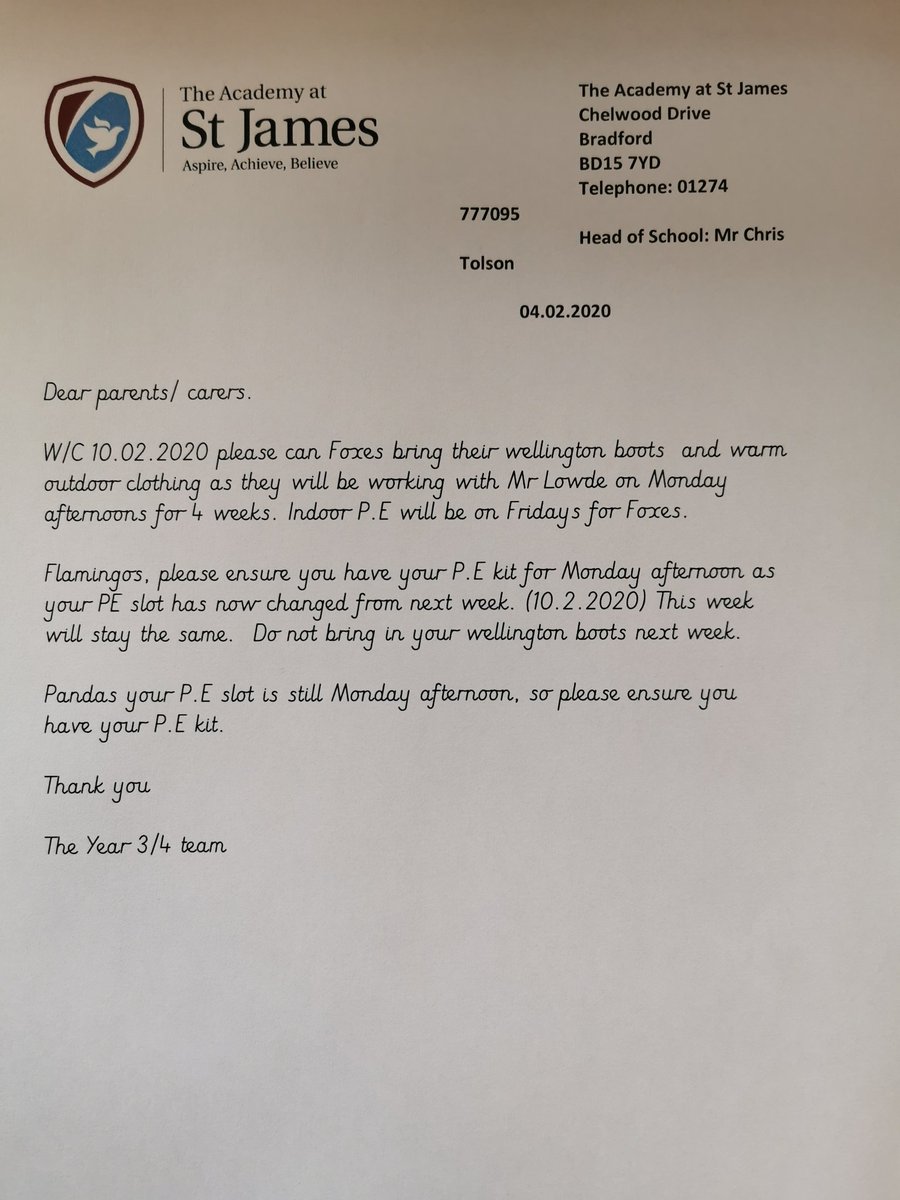 The Academy at
St James
Aspire, Achieve, Believe
The Academy at St James
Chelwood Drive
Bradford
BD15 7YD
Telephone: 01274
777095
Head of School: Mr Chris
Tolson
04.02.2020
Dear parents/ carers.
W/C 10.02.2020 please can Foxes bring their wellington boots  and warm
outdoor clothing as they will be working with Mr Lowde on Monday
afternoons for 4 weeks. Indoor P.E will be on Fridays for Foxes.
Flamingos, please ensure you have your P.E kit for Monday afternoon as
your PE slot has now changed from next week. (10.2.2020) This week
will stay the same.  Do not bring in your wellington boots next week.
Pandas your P.E slot is still Monday afternoon, so please ensure you
have your P.E kit.
Thank you
The Year 3/4 team